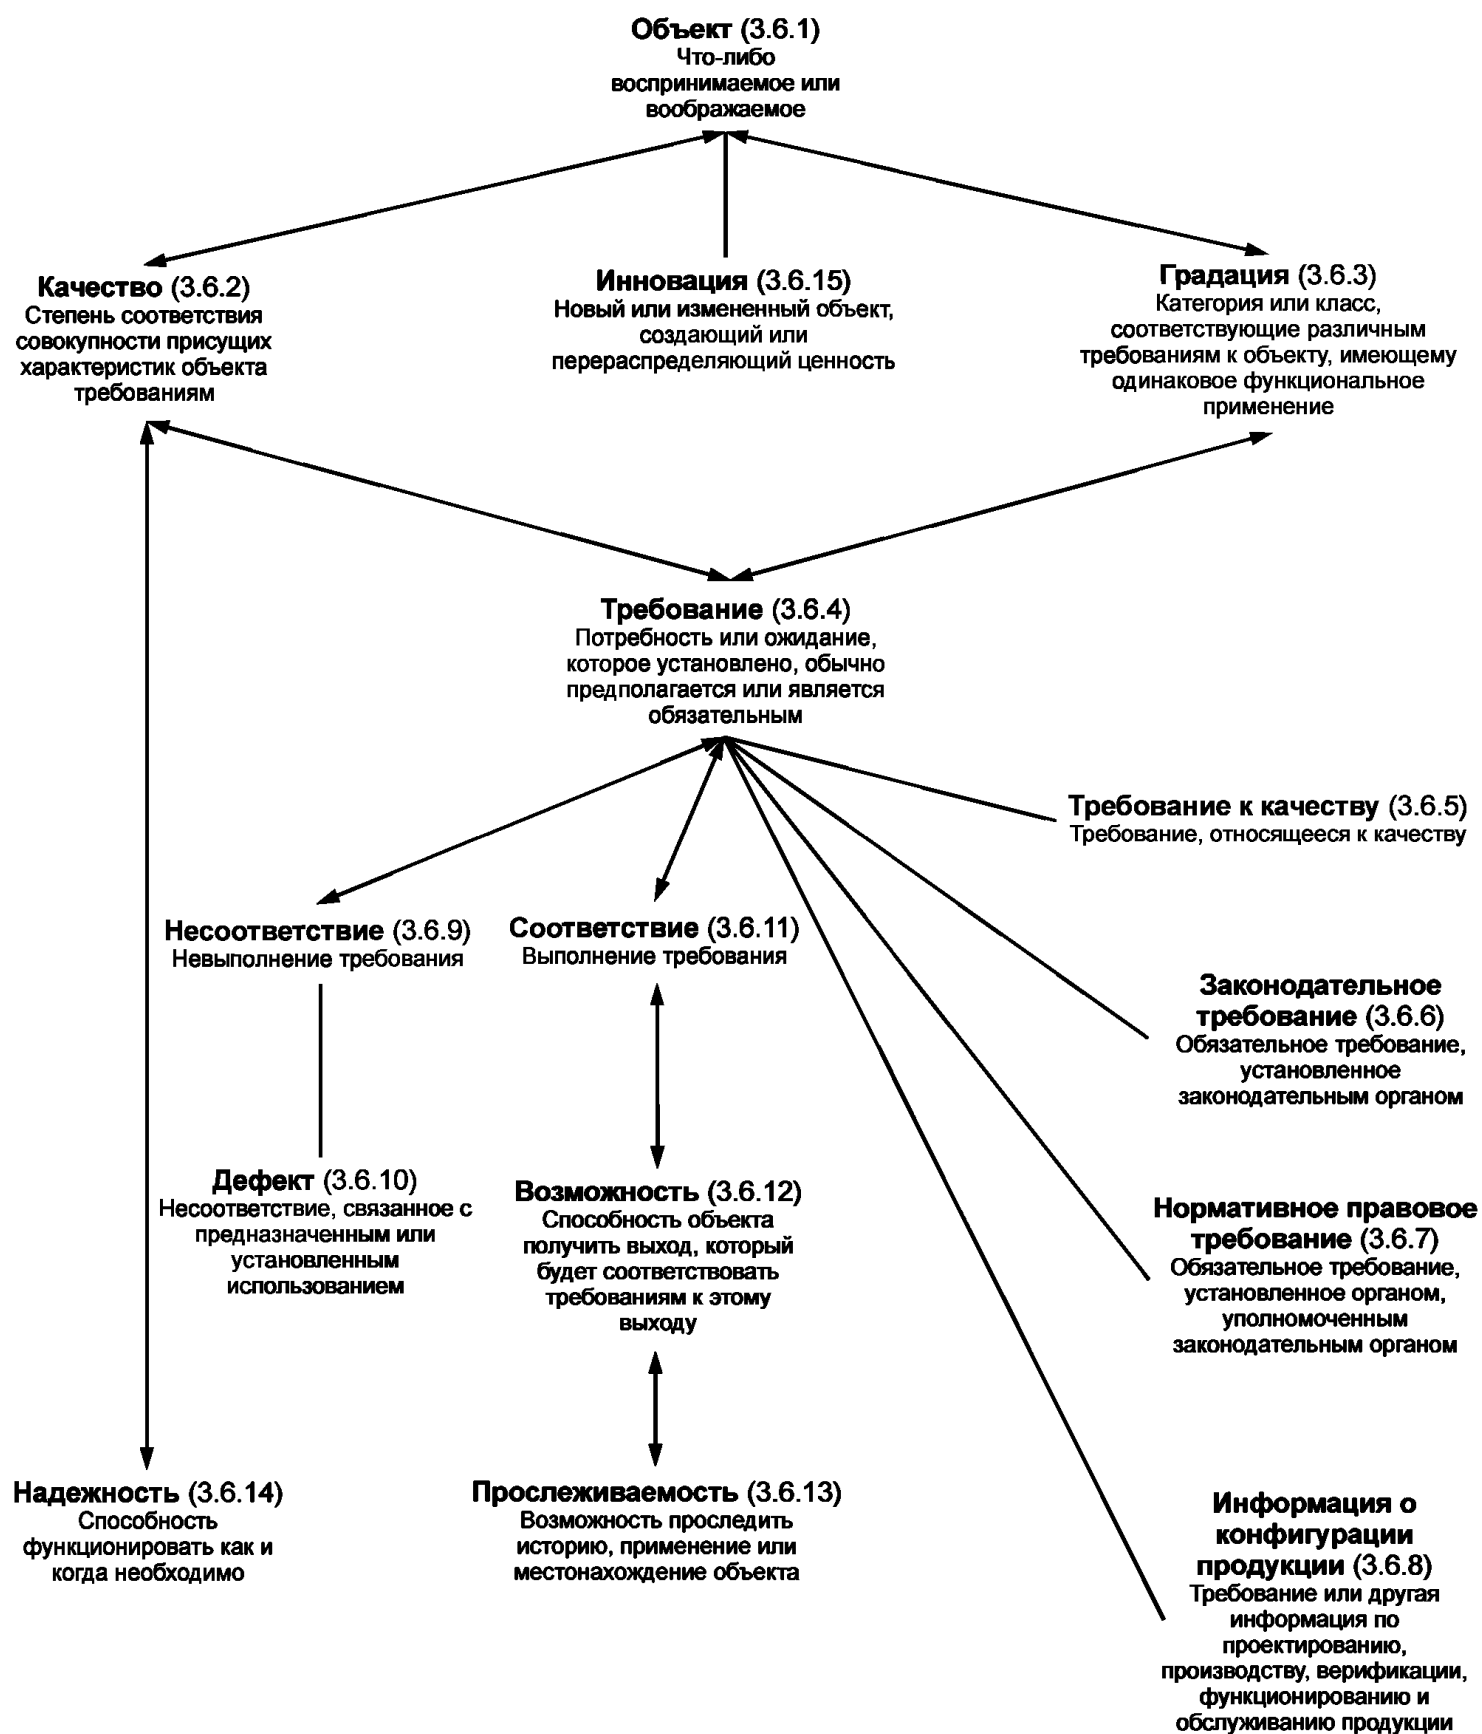 Объект (3.6.1)
Что-либо
воспринимаемое или
воображаемое
Качество (3.6.2)
Степень соответствия
совокупности присущих
характеристик объекта
требованиям
Инновация (3.6.15)
Новый или измененный объект,
создающий или
перераспределяющий ценность
Градация (3.6.3)
Категория или класс,
соответствующие различным
требованиям к объекту, имеющему
одинаковое функциональное
применение
Требование (3.6.4)
Потребность или ожидание,
которое установлено, обычно
предполагается или является
обязательным
Требование к качеству (3.6.5)
Требование, относящееся к качеству
Несоответствие (3.6.9)
Невыполнение требования
Соответствие (3.6.11)
Выполнение требования
Законодательное
требование (3.6.6)
Обязательное требование,
установленное
законодательным органом
Дефект (3.6.10)
Несоответствие, связанное с
предназначенным или
установленным
использованием
Возможность (3.6.12)
Способность объекта
получить выход, который
будет соответствовать
требованиям к этому
выходу
Нормативное правовое
требование (3.6.7)
Обязательное требование,
установленное органом,
уполномоченным
законодательным органом
Надежность (3.6.14)
Способность
функционировать как и
когда необходимо
Прослеживаемость (3.6.13)
Возможность проследить
историю, применение или
местонахождение объекта
Информация о
конфигурации
продукции (3.6.8)
Требование или другая
информация по
проектированию,
производству, верификации,
функционированию и
обслуживанию продукции